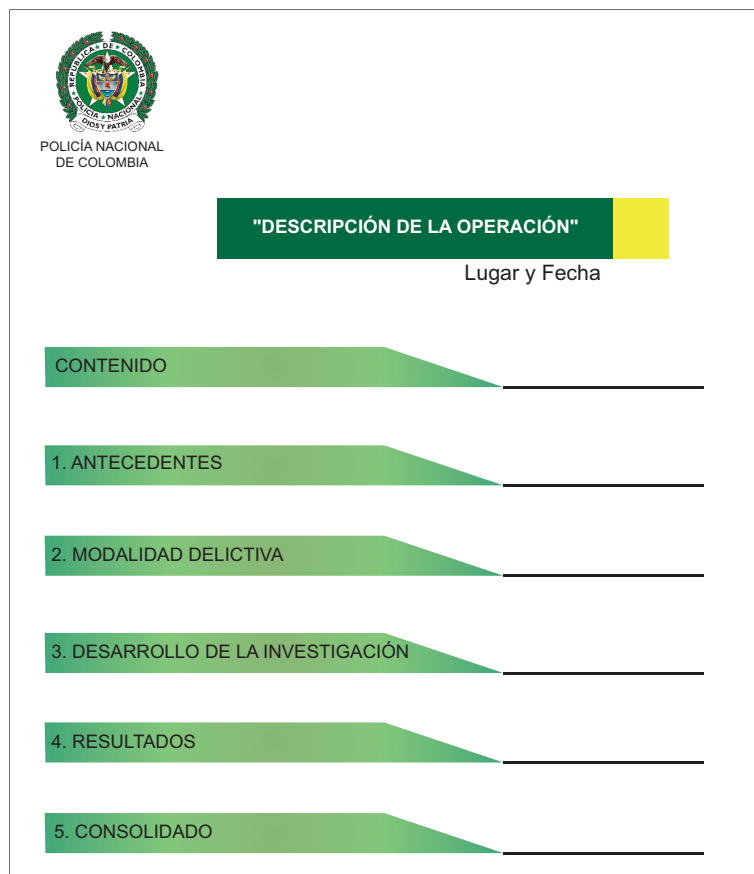 REPÚBLICA DE COLOMBIA
POLICIA NACIONAL
DIOS Y PATRIA
POLICÍA NACIONAL
DE COLOMBIA
"DESCRIPCIÓN DE LA OPERACIÓN"
Lugar y Fecha
CONTENIDO
1. ANTECEDENTES
2. MODALIDAD DELICTIVA
3. DESARROLLO DE LA INVESTIGACIÓN
4. RESULTADOS
5. CONSOLIDADO